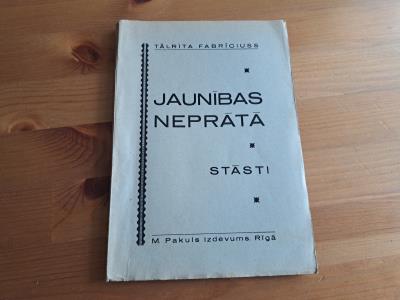 TĀLRĪTA FABRĪCIUSS
JAUNĪBAS
NEPRĀTĀ
STĀSTI
M. Pakuls Izdevums Rīgā